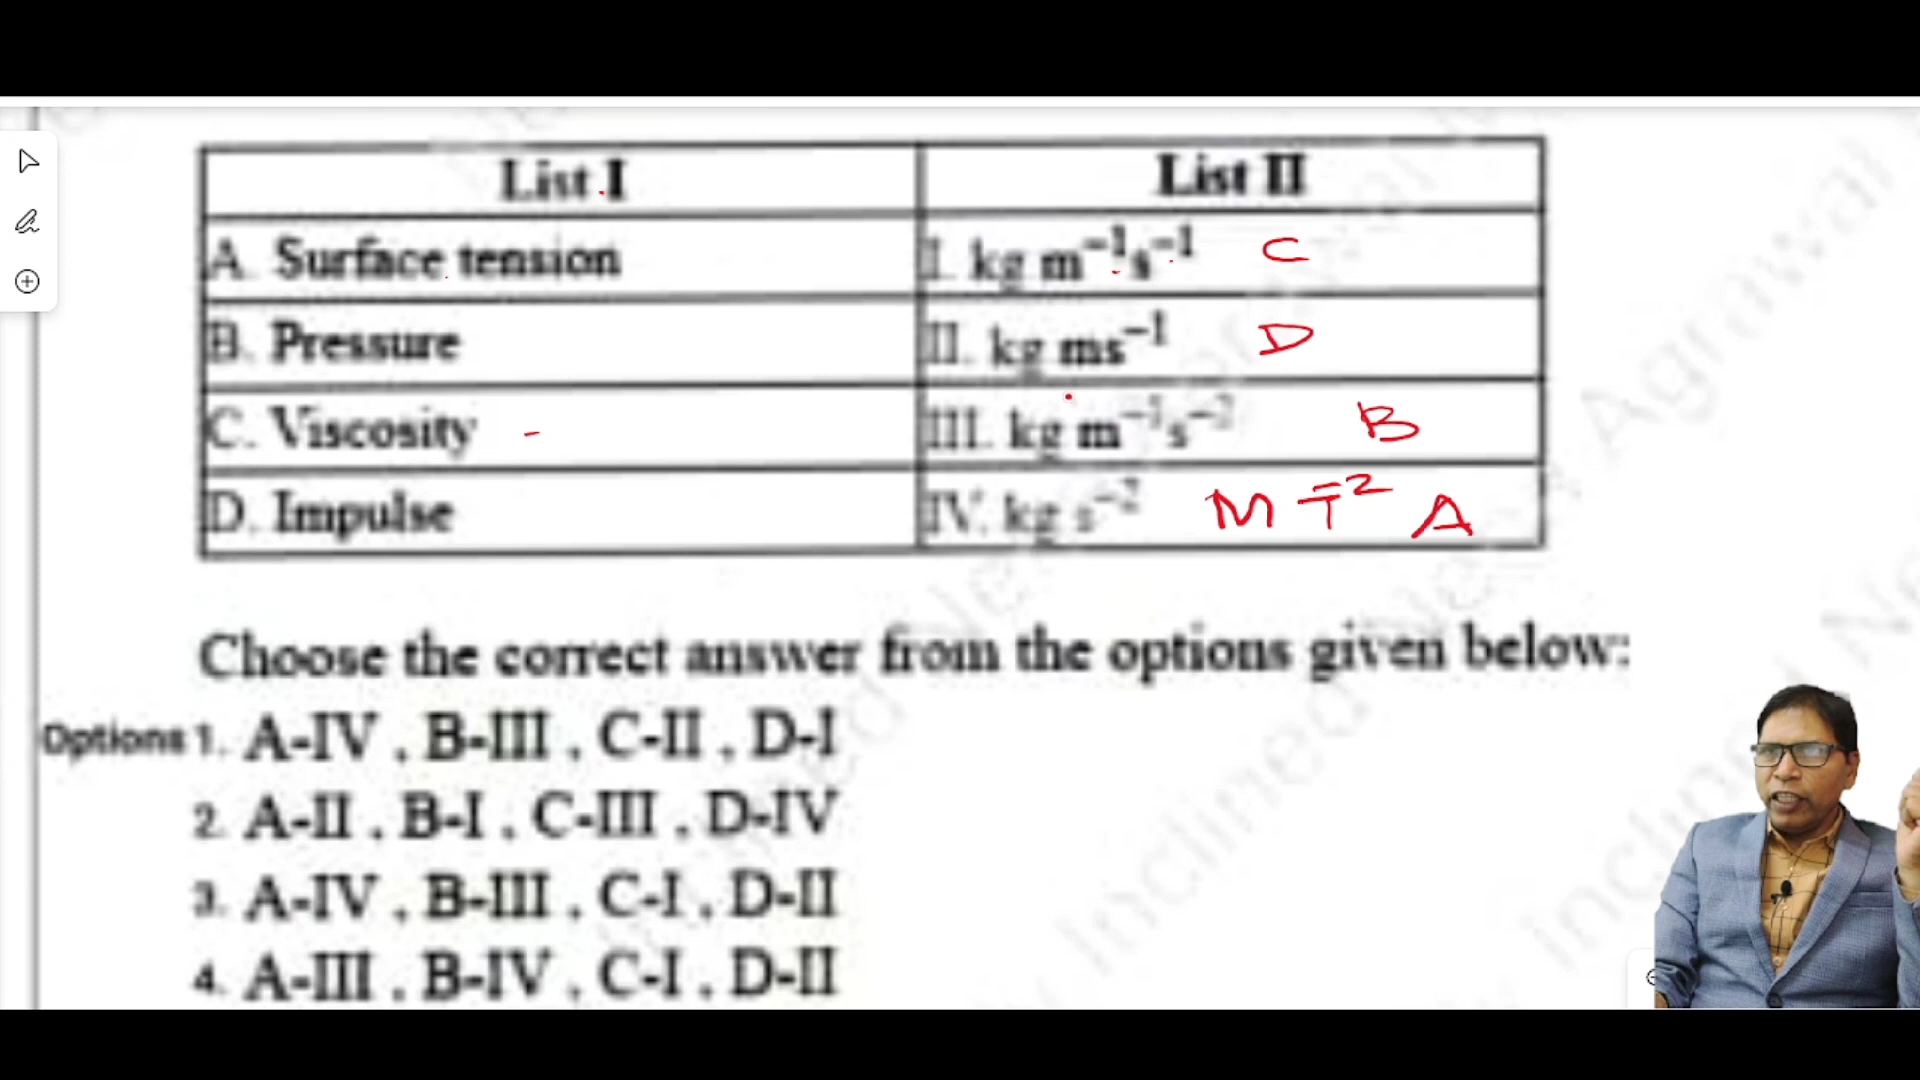 List I List II
A. Surface tension I. kg m⁻¹s⁻¹ C
B. Pressure II. kg ms⁻¹ D
C. Viscosity - III. kg m⁻¹s⁻² B
D. Impulse IV. kg s⁻² M T⁻² A
Choose the correct answer from the options given below:
Options 1. A-IV , B-III , C-II , D-I
2. A-II , B-I , C-III , D-IV
3. A-IV , B-III , C-I , D-II
4. A-III , B-IV , C-I , D-II